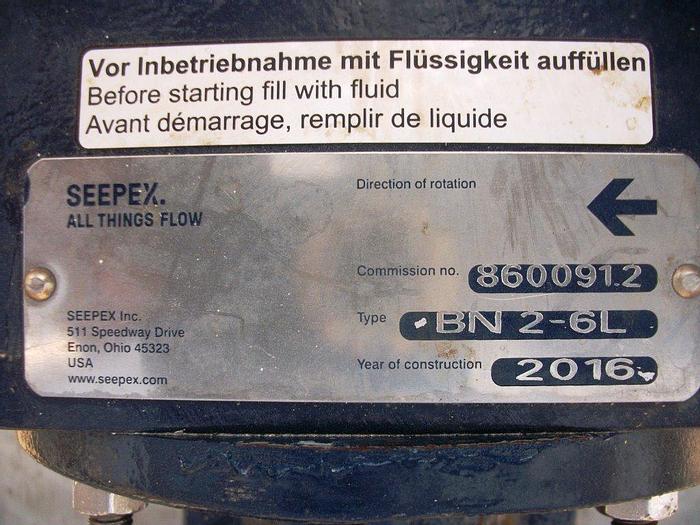 Vor Inbetriebnahme mit Flüssigkeit auffüllen
Before starting fill with fluid
Avant démarrage, remplir de liquide
SEEPEX.
ALL THINGS FLOW
Direction of rotation
Commission no. 8600912
Type BN 2-6L
Year of construction 2016
SEEPEX Inc.
511 Speedway Drive
Enon, Ohio 45323
USA
www.seepex.com